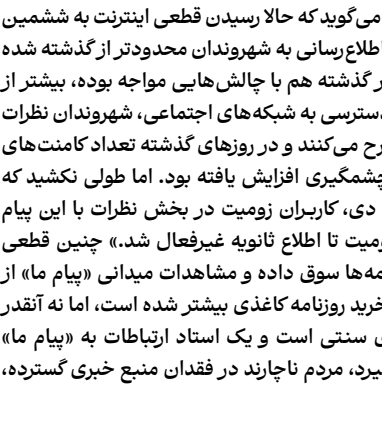 می‌گوید که حالا رسیدن قطعی اینترنت به ششمین
اطلاع‌رسانی به شهروندان محدودتر از گذشته شده
ر گذشته هم با چالش‌هایی مواجه بوده، بیشتر از
دسترسی به شبکه‌های اجتماعی، شهروندان نظرات
رح می‌کنند و در روزهای گذشته تعداد کامنت‌های
چشمگیری افزایش یافته بود. اما طولی نکشید که
دی، کاربران زومیت در بخش نظرات با این پیام
ومیت تا اطلاع ثانویه غیرفعال شد.» چنین قطعی
مه‌ها سوق داده و مشاهدات میدانی «پیام ما» از
خرید روزنامه کاغذی بیشتر شده است، اما نه آنقدر
ی سنتی است و یک استاد ارتباطات به «پیام ما»
یرد، مردم ناچارند در فقدان منبع خبری گسترده،